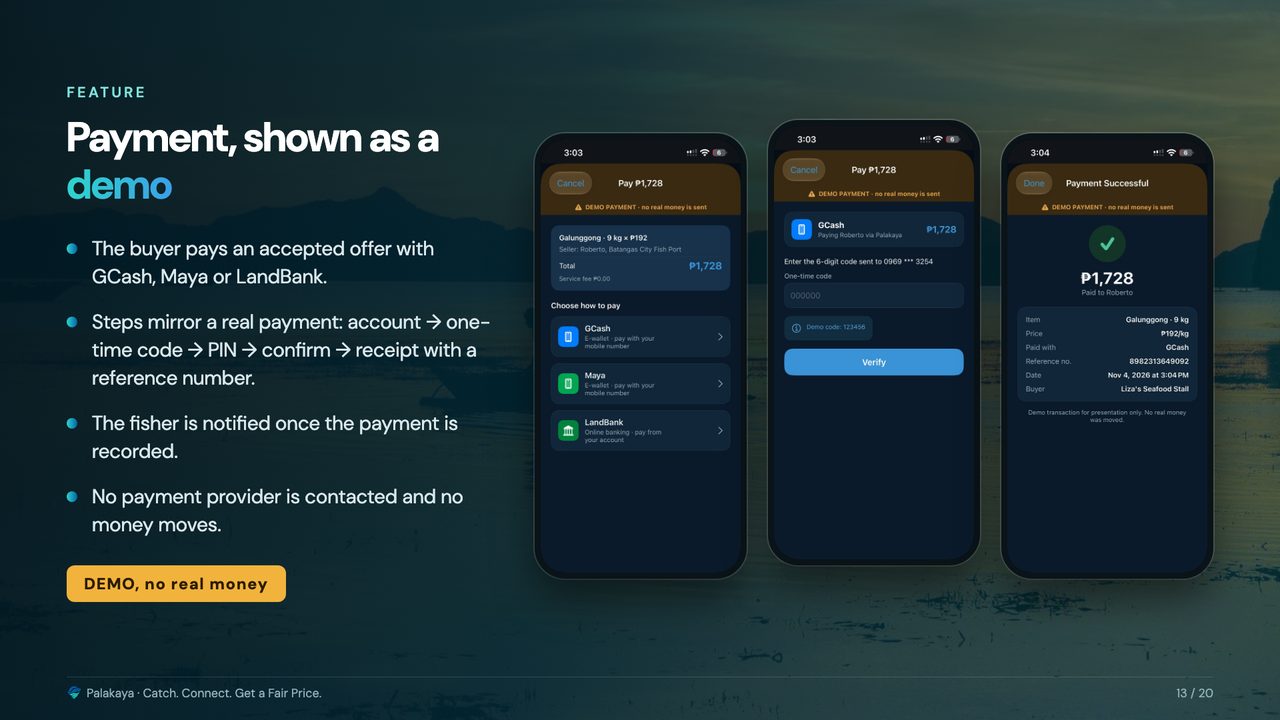 FEATURE
Payment, shown as a
demo
The buyer pays an accepted offer with
GCash, Maya or LandBank.
Steps mirror a real payment: account → one-
time code → PIN → confirm → receipt with a
reference number.
The fisher is notified once the payment is
recorded.
No payment provider is contacted and no
money moves.
DEMO, no real money
3:03
6
Cancel
Pay ₱1,728
DEMO PAYMENT · no real money is sent
Galunggong · 9 kg × ₱192
Seller: Roberto, Batangas City Fish Port
Total ₱1,728
Service fee ₱0.00
Choose how to pay
GCash
E-wallet · pay with your
mobile number
Maya
E-wallet · pay with your
mobile number
LandBank
Online banking · pay from
your account
3:03
6
Cancel
Pay ₱1,728
DEMO PAYMENT · no real money is sent
GCash
Paying Roberto via Palakaya
₱1,728
Enter the 6-digit code sent to 0969 *** 3254
One-time code
000000
Demo code: 123456
Verify
3:04
6
Done
Payment Successful
DEMO PAYMENT · no real money is sent
₱1,728
Paid to Roberto
Item Galunggong · 9 kg
Price ₱192/kg
Paid with GCash
Reference no. 8982313649092
Date Nov 4, 2026 at 3:04 PM
Buyer Liza's Seafood Stall
Demo transaction for presentation only. No real money
was moved.
Palakaya · Catch. Connect. Get a Fair Price.
13 / 20